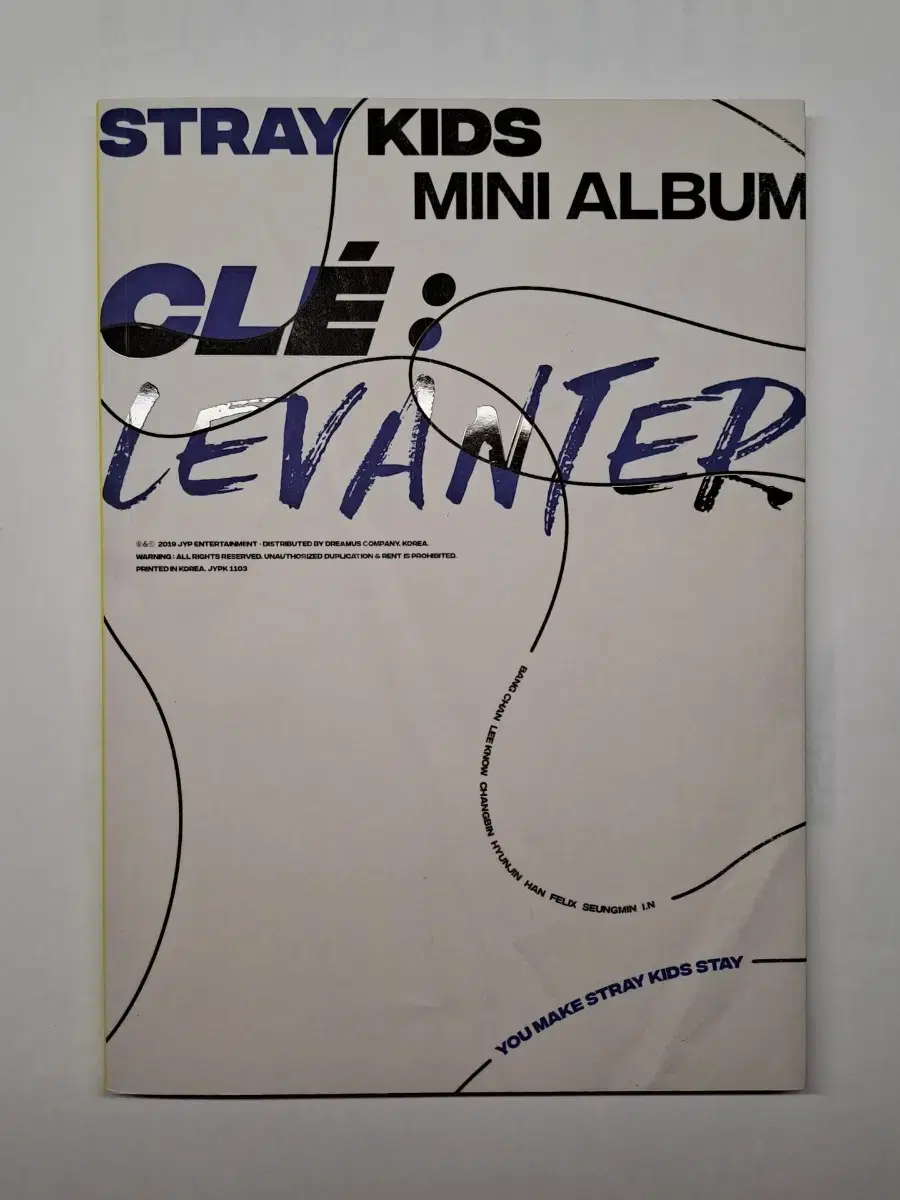 STRAY KIDS
MINI ALBUM
CLÉ :
LEVANTER
℗&© 2019 JYP ENTERTAINMENT · DISTRIBUTED BY DREAMUS COMPANY. KOREA.
WARNING : ALL RIGHTS RESERVED. UNAUTHORIZED DUPLICATION & RENT IS PROHIBITED.
PRINTED IN KOREA. JYPK 1103
BANG CHAN LEE KNOW CHANGBIN HYUNJIN HAN FELIX SEUNGMIN I.N
YOU MAKE STRAY KIDS STAY